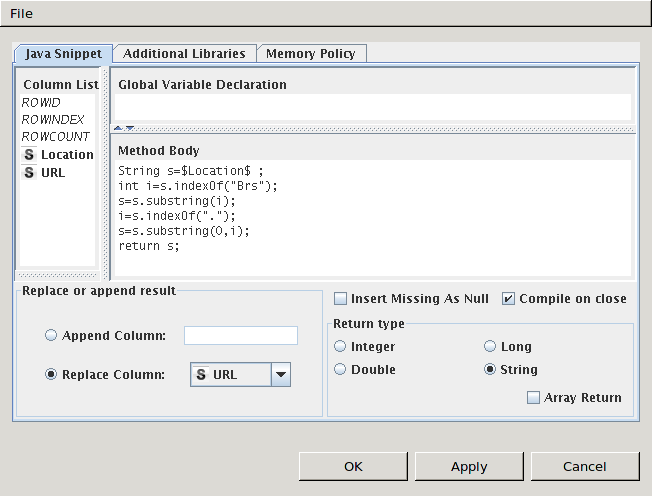 File
Java Snippet
Additional Libraries
Memory Policy
Column List
ROWID
ROWINDEX
ROWCOUNT
S Location
S URL
Global Variable Declaration
Method Body
String s=$Location$ ;
int i=s.indexOf("Brs");
s=s.substring(i);
i=s.indexOf(".");
s=s.substring(0,i);
return s;
Replace or append result
Append Column:
Replace Column:
S URL
Insert Missing As Null
Compile on close
Return type
Integer
Long
Double
String
Array Return
OK
Apply
Cancel